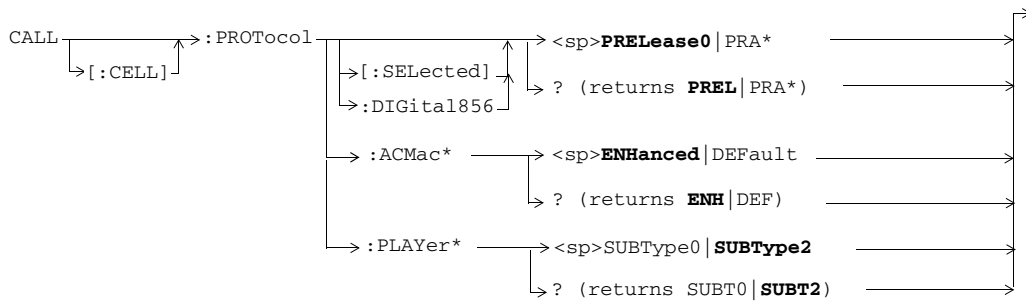 CALL :PROTocol <sp>PRELease0|PRA*
[:CELL] [:SELected] ? (returns PREL|PRA*)
:DIGital856
:ACMac* <sp>ENHanced|DEFault
? (returns ENH|DEF)
:PLAYer* <sp>SUBType0|SUBType2
? (returns SUBT0|SUBT2)